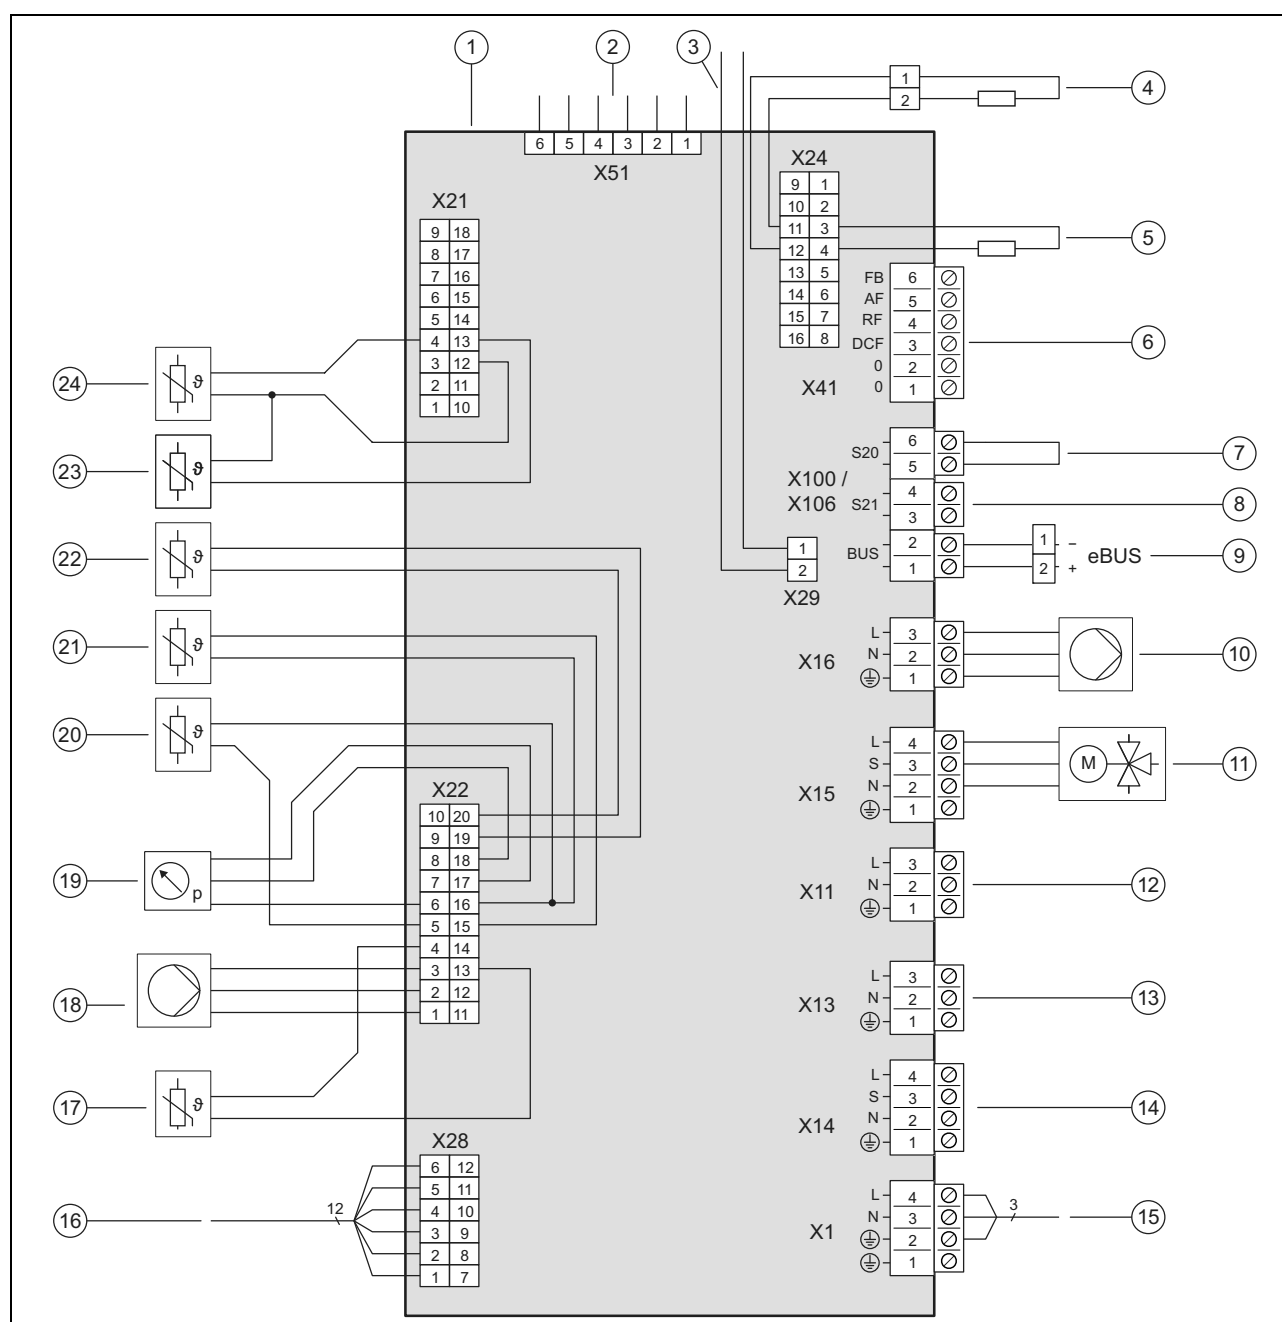 1
2
3
4
5
6
7
8
9
10
11
12
13
14
15
16
17
18
19
20
21
22
23
24
6 5 4 3 2 1
X51
1
2
X24
9 1
10 2
11 3
12 4
13 5
14 6
15 7
16 8
X21
9 18
8 17
7 16
6 15
5 14
4 13
3 12
2 11
1 10
FB 6
AF 5
RF 4
DCF 3
0 2
0 1
X41
X100 /
X106
S20
6
5
S21
4
3
BUS
2
1
1 –
2 +
eBUS
1
2
X29
X16
L 3
N 2
1
X15
L 4
S 3
N 2
1
M
X11
L 3
N 2
1
X13
L 3
N 2
1
X14
L 4
S 3
N 2
1
X1
L 4
N 3
2
1
3
ϑ
ϑ
ϑ
ϑ
ϑ
p
ϑ
X22
10 20
9 19
8 18
7 17
6 16
5 15
4 14
3 13
2 12
1 11
X28
6 12
5 11
4 10
3 9
2 8
1 7
12